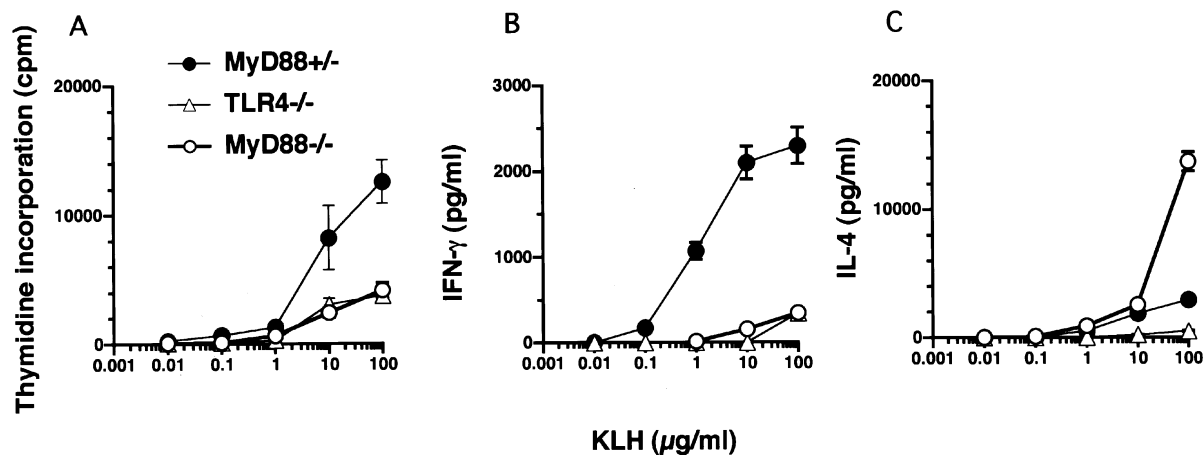 A
B
C
MyD88+/-
TLR4-/-
MyD88-/-
Thymidine incorporation (cpm)
20000
10000
0
0.001 0.01 0.1 1 10 100
IFN-γ (pg/ml)
3000
2000
1000
0
0.001 0.01 0.1 1 10 100
IL-4 (pg/ml)
20000
10000
0
0.001 0.01 0.1 1 10 100
KLH (μg/ml)